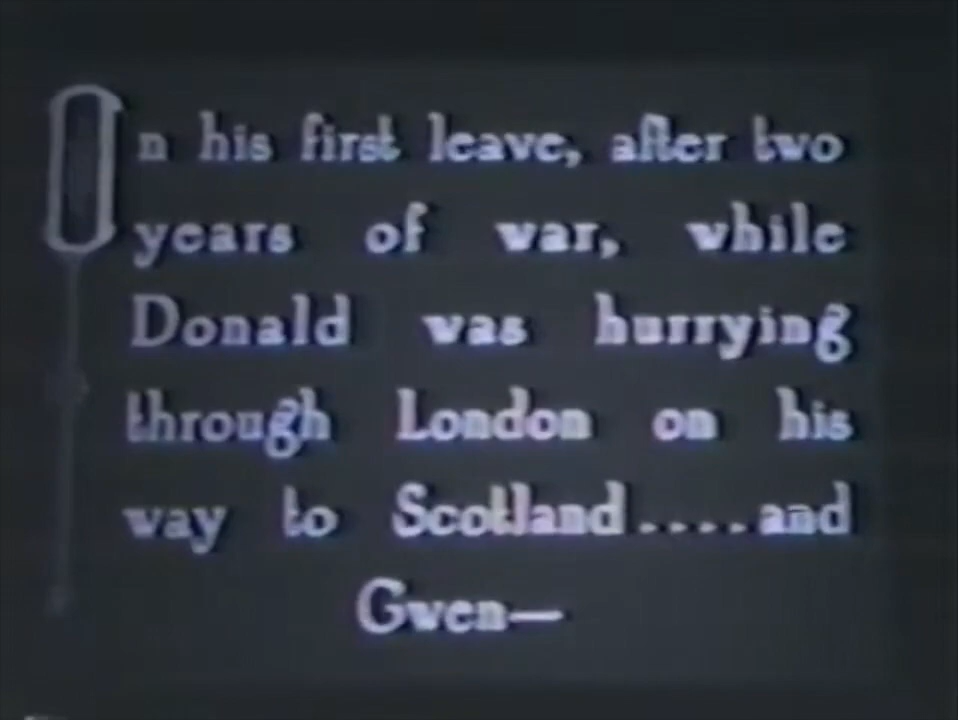 On his first leave, after two
years of war, while
Donald was hurrying
through London on his
way to Scotland.....and
Gwen—